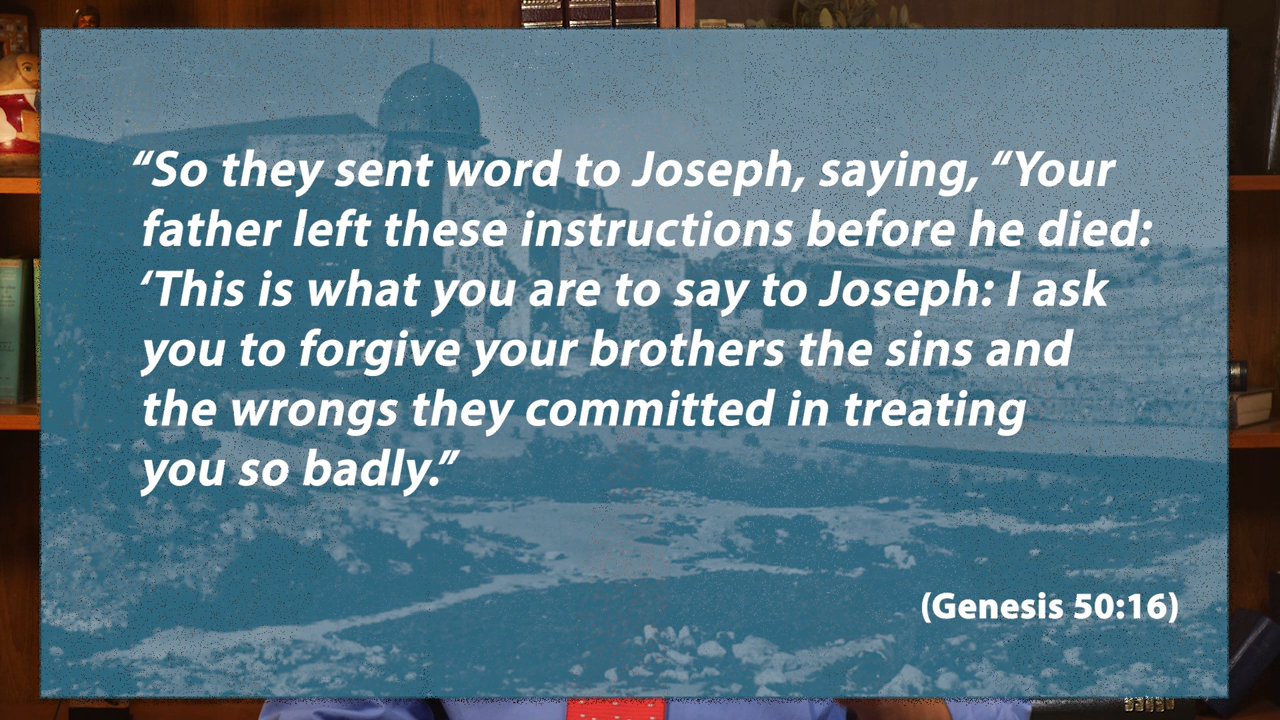 “So they sent word to Joseph, saying, “Your
father left these instructions before he died:
‘This is what you are to say to Joseph: I ask
you to forgive your brothers the sins and
the wrongs they committed in treating
you so badly.”
(Genesis 50:16)